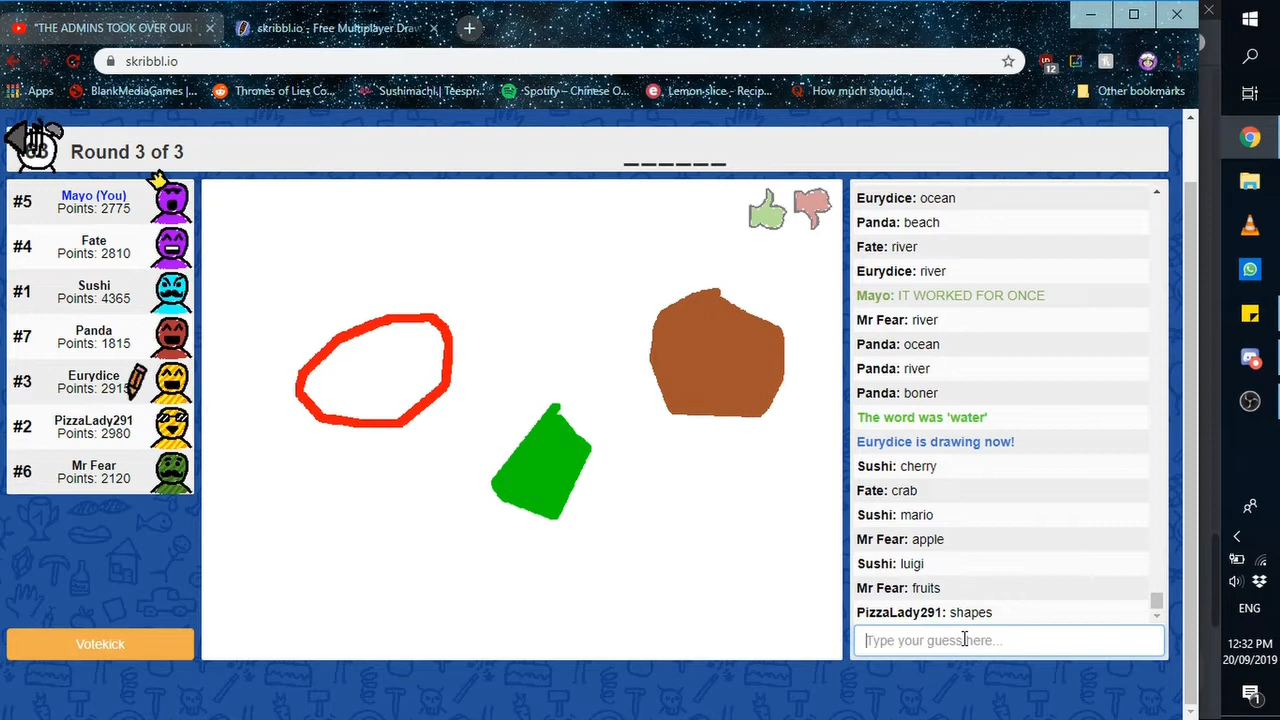 "THE ADMINS TOOK OVER OUR
skribbl.io - Free Multiplayer Draw
skribbl.io
12
Apps
BlankMediaGames |...
Thrones of Lies Co...
Sushimachl | Teespr...
Spotify – Chinese O...
Lemon slice - Recip...
How much should...
Other bookmarks
Round 3 of 3
______
#5
Mayo (You)
Points: 2775
#4
Fate
Points: 2810
#1
Sushi
Points: 4365
#7
Panda
Points: 1815
#3
Eurydice
Points: 2915
#2
PizzaLady291
Points: 2980
#6
Mr Fear
Points: 2120
Votekick
Eurydice: ocean
Panda: beach
Fate: river
Eurydice: river
Mayo: IT WORKED FOR ONCE
Mr Fear: river
Panda: ocean
Panda: river
Panda: boner
The word was 'water'
Eurydice is drawing now!
Sushi: cherry
Fate: crab
Sushi: mario
Mr Fear: apple
Sushi: luigi
Mr Fear: fruits
PizzaLady291: shapes
Type your guess here...
ENG
12:32 PM
20/09/2019
1